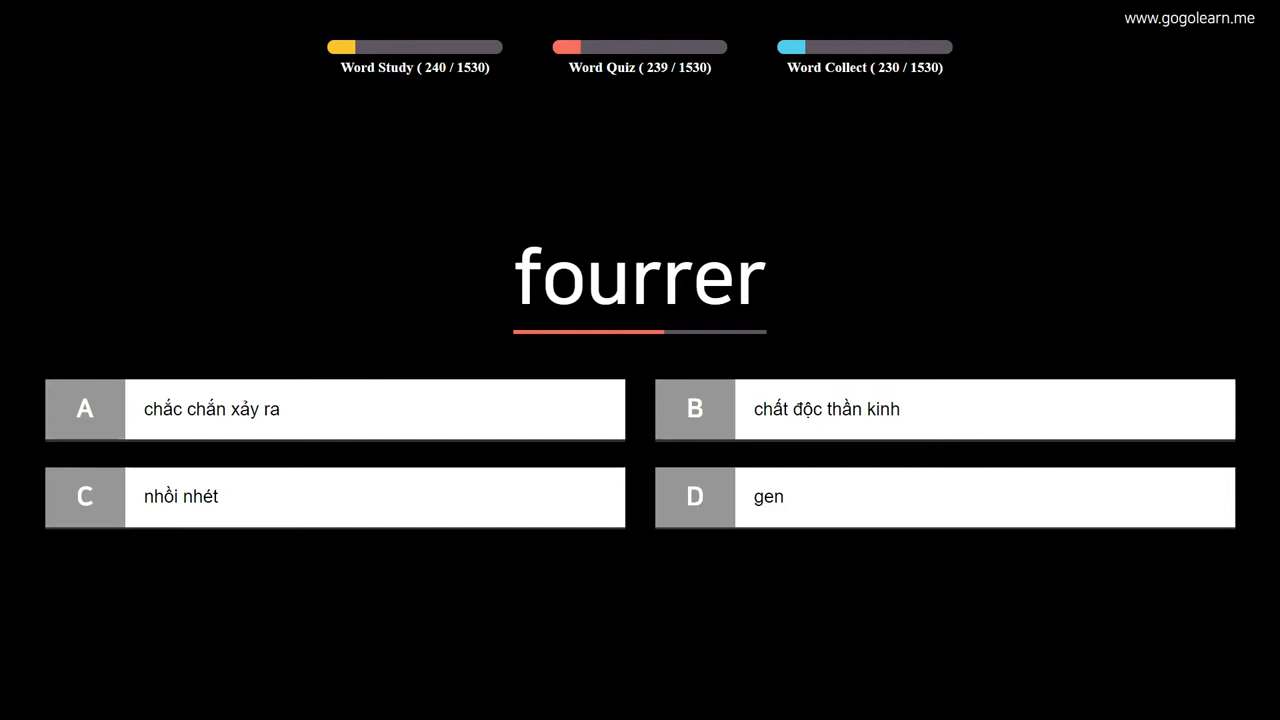 www.gogolearn.me
Word Study ( 240 / 1530)
Word Quiz ( 239 / 1530)
Word Collect ( 230 / 1530)
fourrer
A chắc chắn xảy ra
B chất độc thần kinh
C nhồi nhét
D gen